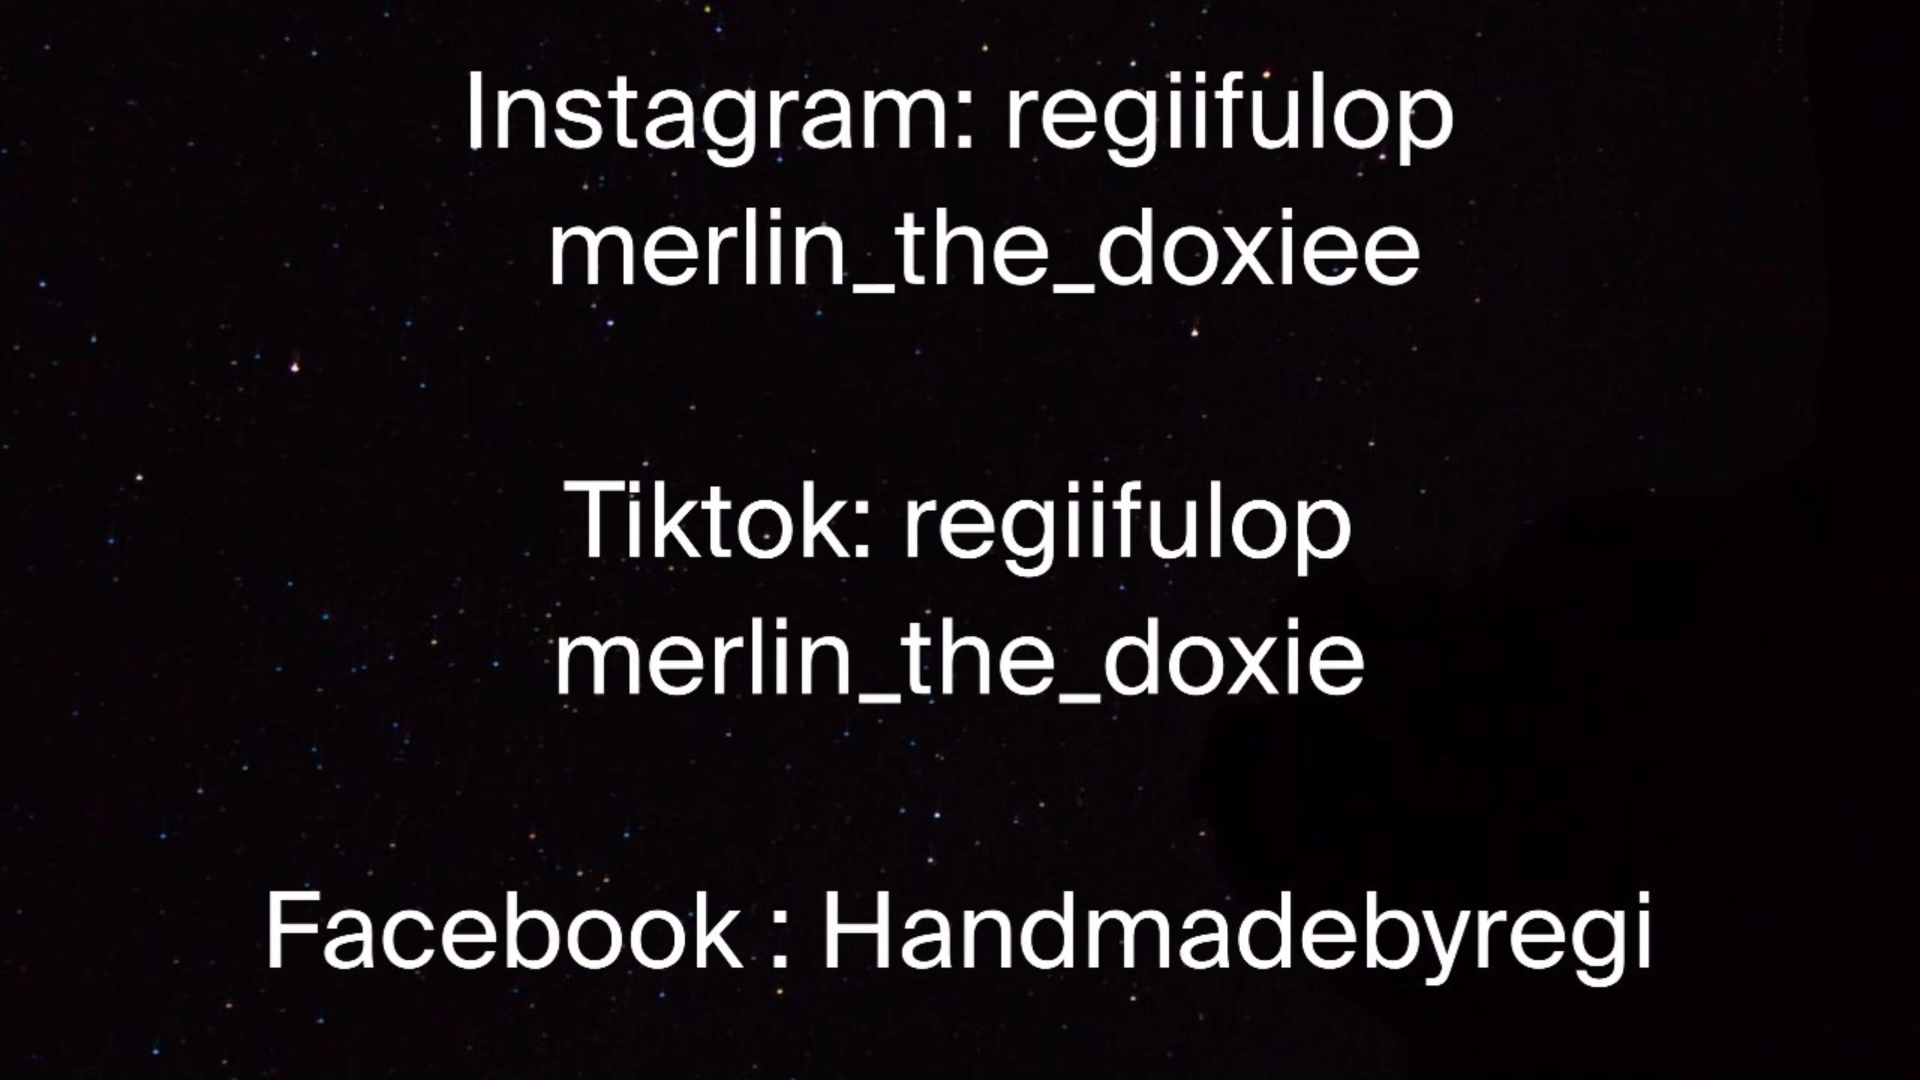 Instagram: regiifulop
merlin_the_doxiee
Tiktok: regiifulop
merlin_the_doxie
Facebook : Handmadebyregi